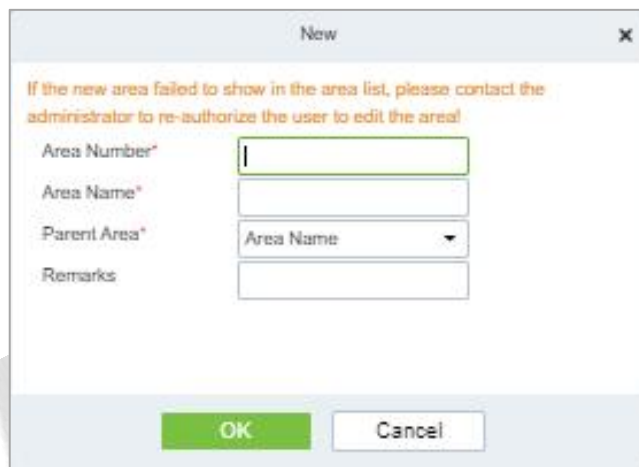 New
If the new area failed to show in the area list, please contact the
administrator to re-authorize the user to edit the area!
Area Number*
Area Name*
Parent Area* Area Name
Remarks
OK Cancel